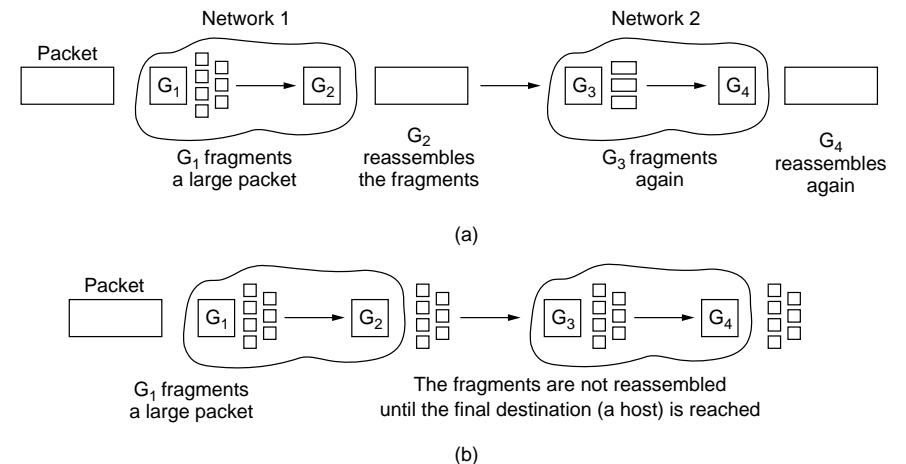 Network 1
Network 2
Packet
G1
G2
G3
G4
G1 fragments
a large packet
G2
reassembles
the fragments
G3 fragments
again
G4
reassembles
again
(a)
Packet
G1
G2
G3
G4
G1 fragments
a large packet
The fragments are not reassembled
until the final destination (a host) is reached
(b)